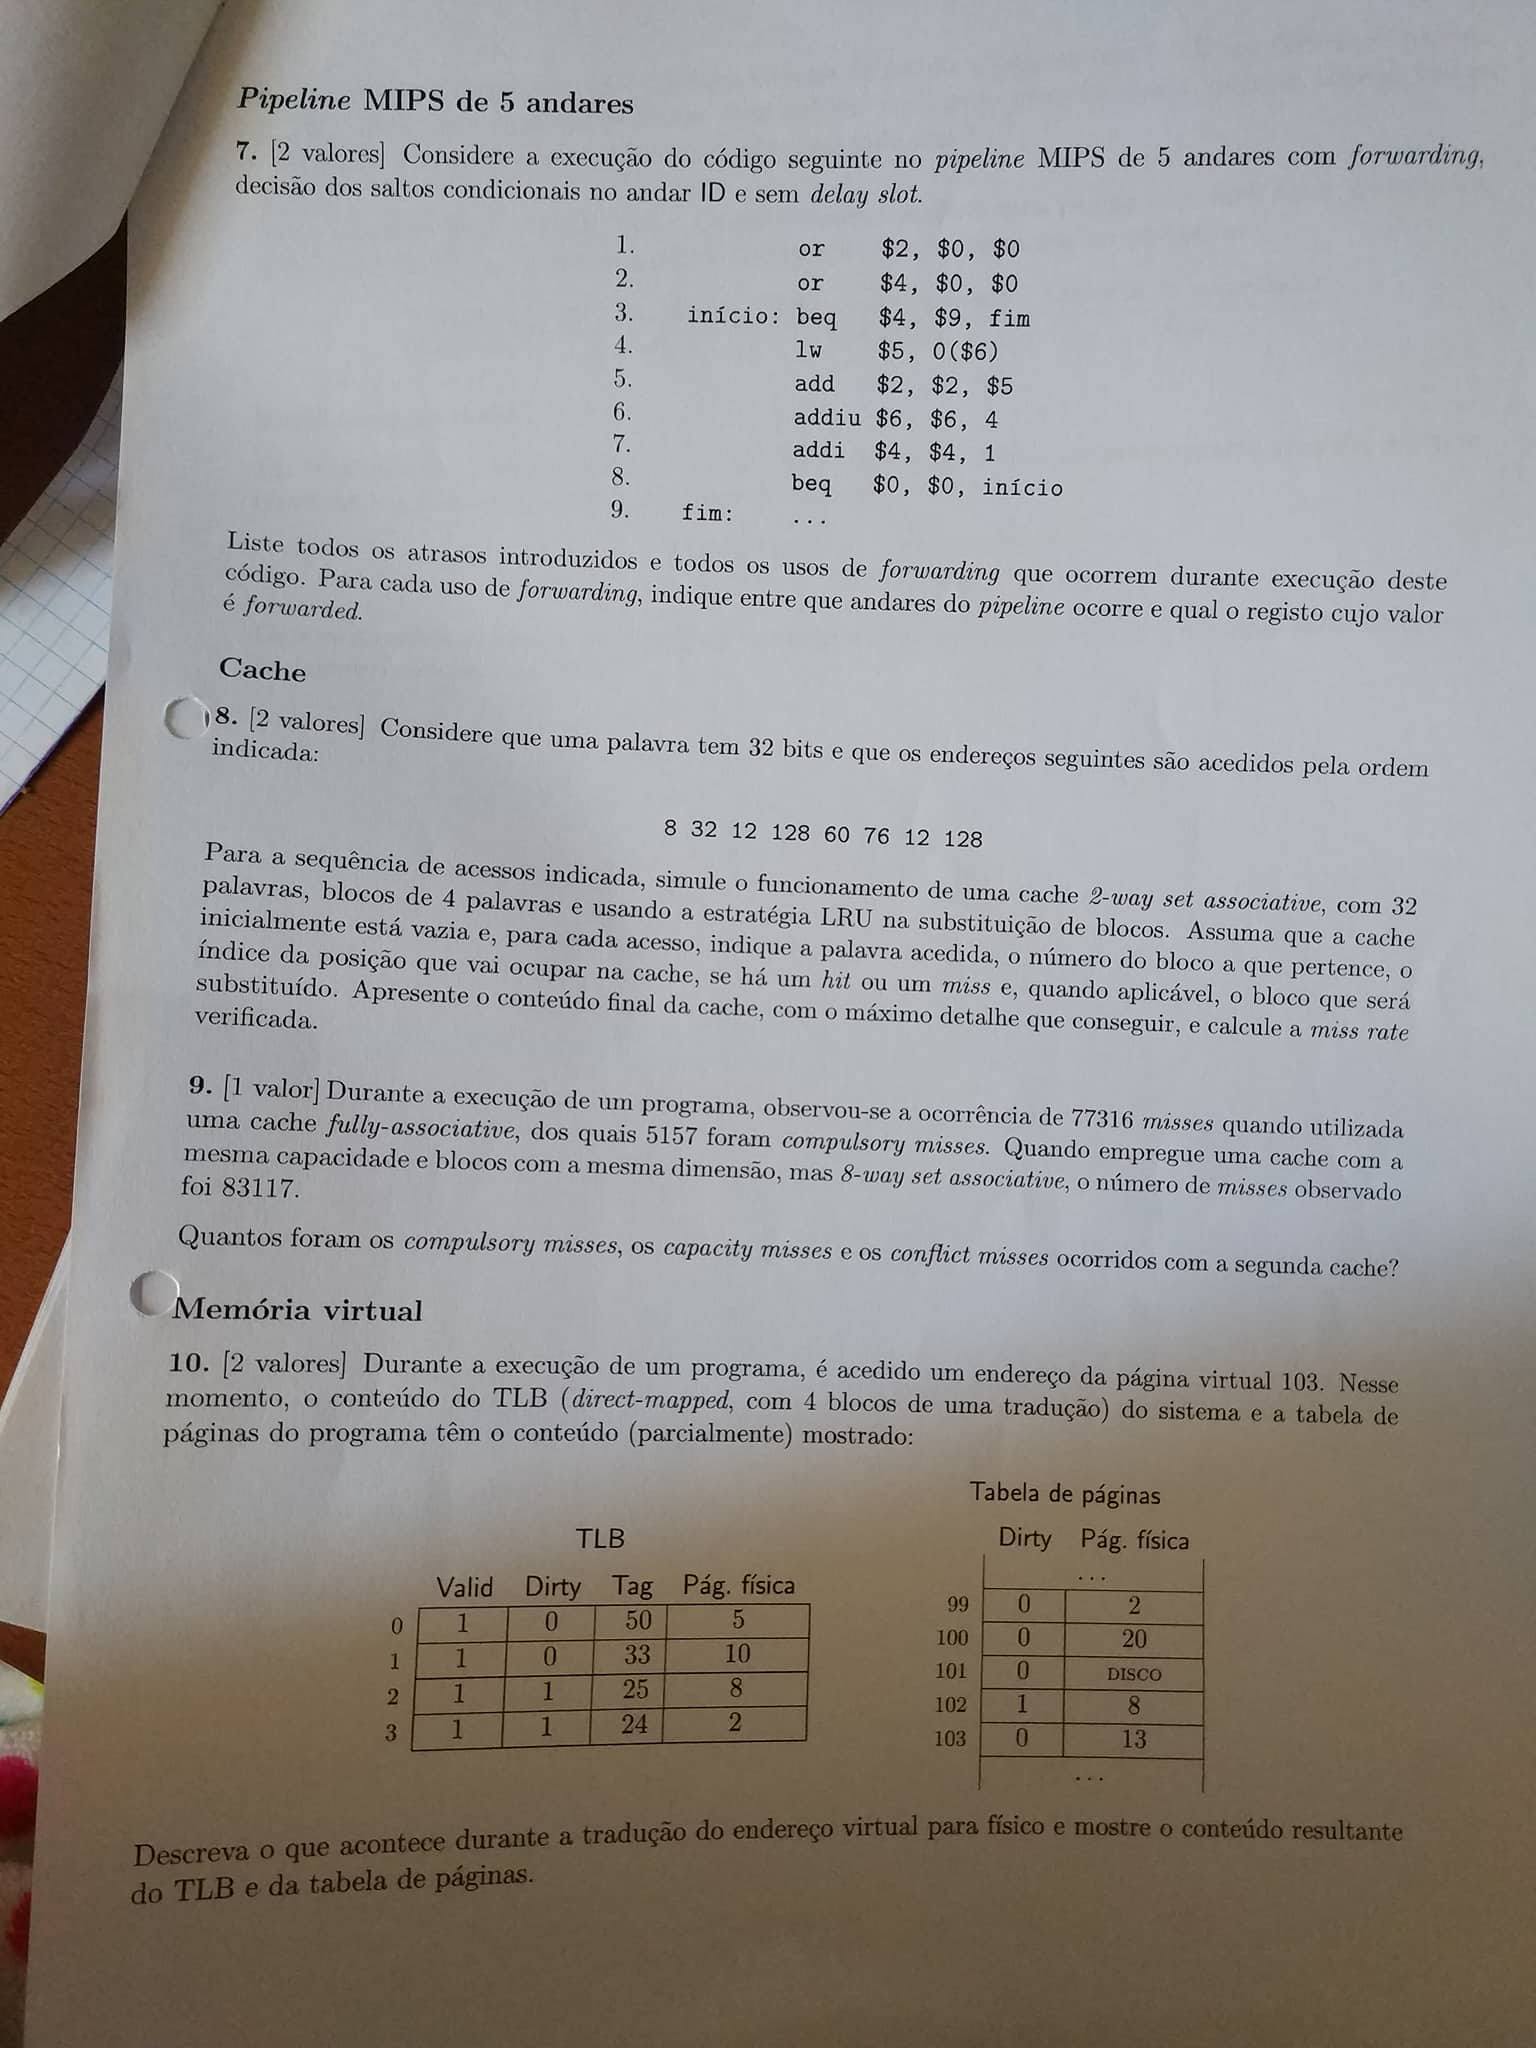 Pipeline MIPS de 5 andares
7. [2 valores] Considere a execução do código seguinte no pipeline MIPS de 5 andares com forwarding,
decisão dos saltos condicionais no andar ID e sem delay slot.
1. or $2, $0, $0
2. or $4, $0, $0
3. início: beq $4, $9, fim
4. lw $5, 0($6)
5. add $2, $2, $5
6. addiu $6, $6, 4
7. addi $4, $4, 1
8. beq $0, $0, início
9. fim: ...
Liste todos os atrasos introduzidos e todos os usos de forwarding que ocorrem durante execução deste
código. Para cada uso de forwarding, indique entre que andares do pipeline ocorre e qual o registo cujo valor
é forwarded.
Cache
8. [2 valores] Considere que uma palavra tem 32 bits e que os endereços seguintes são acedidos pela ordem
indicada:
8 32 12 128 60 76 12 128
Para a sequência de acessos indicada, simule o funcionamento de uma cache 2-way set associative, com 32
palavras, blocos de 4 palavras e usando a estratégia LRU na substituição de blocos. Assuma que a cache
inicialmente está vazia e, para cada acesso, indique a palavra acedida, o número do bloco a que pertence, o
índice da posição que vai ocupar na cache, se há um hit ou um miss e, quando aplicável, o bloco que será
substituído. Apresente o conteúdo final da cache, com o máximo detalhe que conseguir, e calcule a miss rate
verificada.
9. [1 valor] Durante a execução de um programa, observou-se a ocorrência de 77316 misses quando utilizada
uma cache fully-associative, dos quais 5157 foram compulsory misses. Quando empregue uma cache com a
mesma capacidade e blocos com a mesma dimensão, mas 8-way set associative, o número de misses observado
foi 83117.
Quantos foram os compulsory misses, os capacity misses e os conflict misses ocorridos com a segunda cache?
Memória virtual
10. [2 valores] Durante a execução de um programa, é acedido um endereço da página virtual 103. Nesse
momento, o conteúdo do TLB (direct-mapped, com 4 blocos de uma tradução) do sistema e a tabela de
páginas do programa têm o conteúdo (parcialmente) mostrado:
TLB
Valid Dirty Tag Pág. física
0 1 0 50 5
1 1 0 33 10
2 1 1 25 8
3 1 1 24 2
Tabela de páginas
Dirty Pág. física
...
99 0 2
100 0 20
101 0 DISCO
102 1 8
103 0 13
...
Descreva o que acontece durante a tradução do endereço virtual para físico e mostre o conteúdo resultante
do TLB e da tabela de páginas.